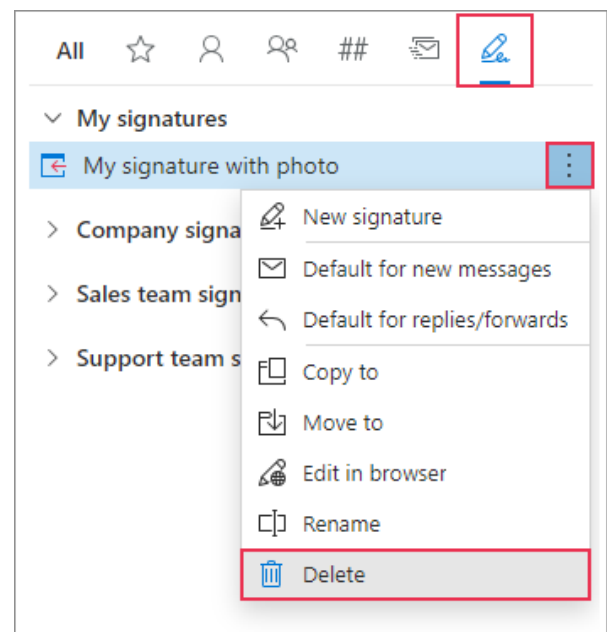 All ##
My signatures
My signature with photo
New signature
Company signa
Default for new messages
Sales team sign
Default for replies/forwards
Support team s
Copy to
Move to
Edit in browser
Rename
Delete